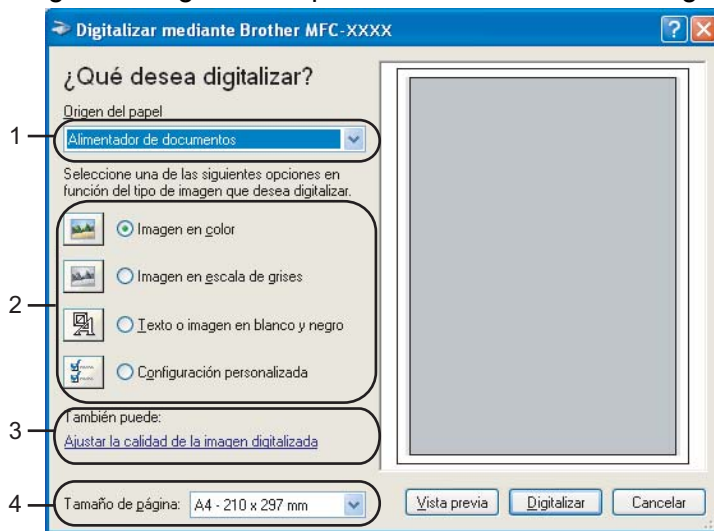 Digitalizar mediante Brother MFC-XXXX
¿Qué desea digitalizar?
Origen del papel
1
Alimentador de documentos
Seleccione una de las siguientes opciones en
función del tipo de imagen que desea digitalizar.
Imagen en color
Imagen en escala de grises
2
Texto o imagen en blanco y negro
Configuración personalizada
También puede:
3
Ajustar la calidad de la imagen digitalizada
4
Tamaño de página: A4 - 210 x 297 mm
Vista previa Digitalizar Cancelar